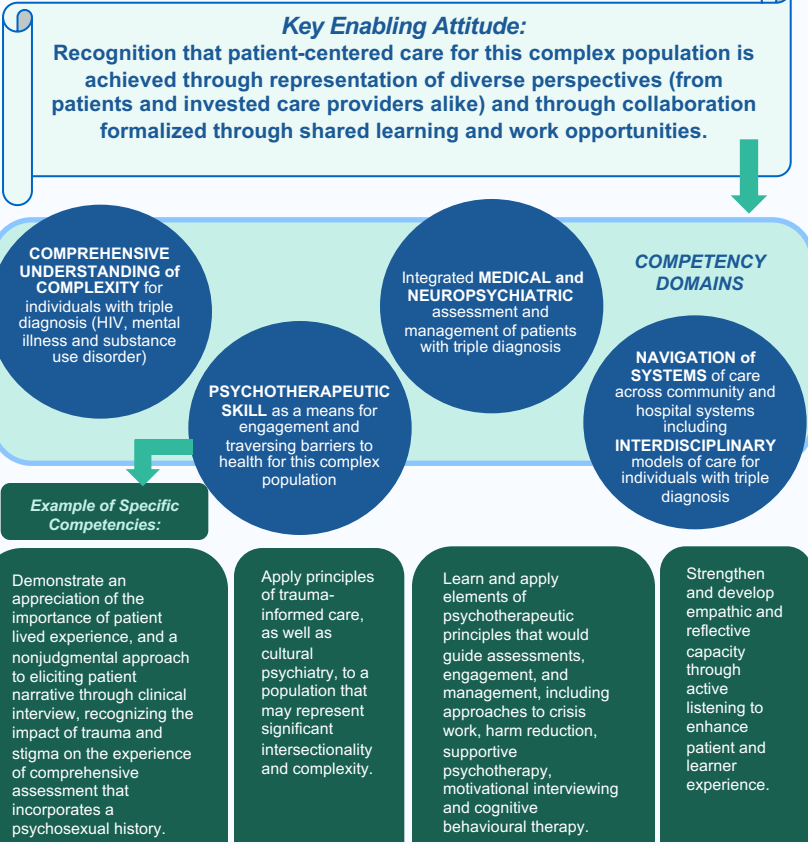 Key Enabling Attitude:
Recognition that patient-centered care for this complex population is
achieved through representation of diverse perspectives (from
patients and invested care providers alike) and through collaboration
formalized through shared learning and work opportunities.
COMPREHENSIVE
UNDERSTANDING of
COMPLEXITY for
individuals with triple
diagnosis (HIV, mental
illness and substance
use disorder)
PSYCHOTHERAPEUTIC
SKILL as a means for
engagement and
traversing barriers to
health for this complex
population
Integrated MEDICAL and
NEUROPSYCHIATRIC
assessment and
management of patients
with triple diagnosis
COMPETENCY
DOMAINS
NAVIGATION of
SYSTEMS of care
across community and
hospital systems
including
INTERDISCIPLINARY
models of care for
individuals with triple
diagnosis
Example of Specific
Competencies:
Demonstrate an
appreciation of the
importance of patient
lived experience, and a
nonjudgmental approach
to eliciting patient
narrative through clinical
interview, recognizing the
impact of trauma and
stigma on the experience
of comprehensive
assessment that
incorporates a
psychosexual history.
Apply principles
of trauma-
informed care,
as well as
cultural
psychiatry, to a
population that
may represent
significant
intersectionality
and complexity.
Learn and apply
elements of
psychotherapeutic
principles that would
guide assessments,
engagement, and
management, including
approaches to crisis
work, harm reduction,
supportive
psychotherapy,
motivational interviewing
and cognitive
behavioural therapy.
Strengthen
and develop
empathic and
reflective
capacity
through
active
listening to
enhance
patient and
learner
experience.